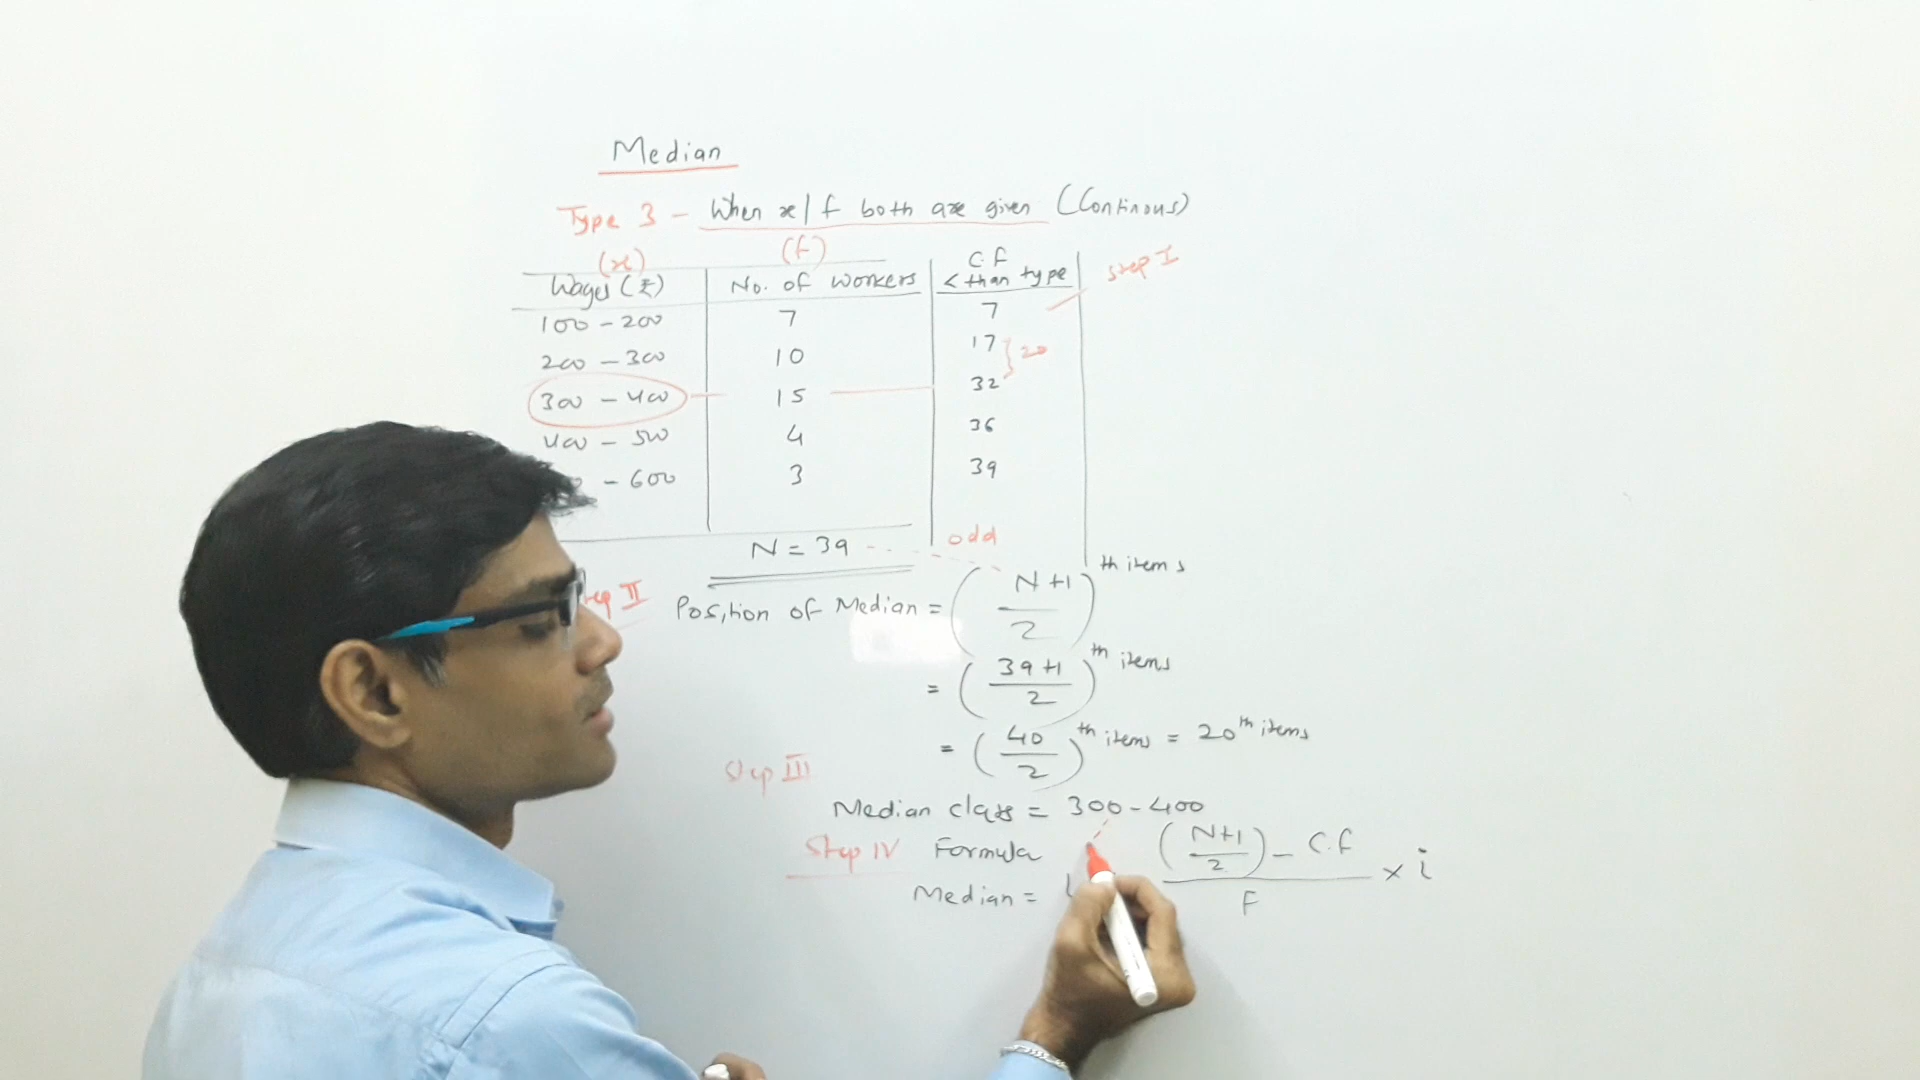 Median
Type 3 - When x/f both are given (Continous)
(x) (f) C.F
Wages (₹) No. of workers < than type Step I
100 - 200 7 7
200 - 300 10 17 } 20
300 - 400 15 32
400 - 500 4 36
- 600 3 39
N = 39 odd
Step II Position of Median = (N+1/2)th items
= (39+1/2)th items
= (40/2)th items = 20th items
Step III
Median class = 300 - 400
Step IV Formula
Median = L (N+1/2) - C.f / F × i